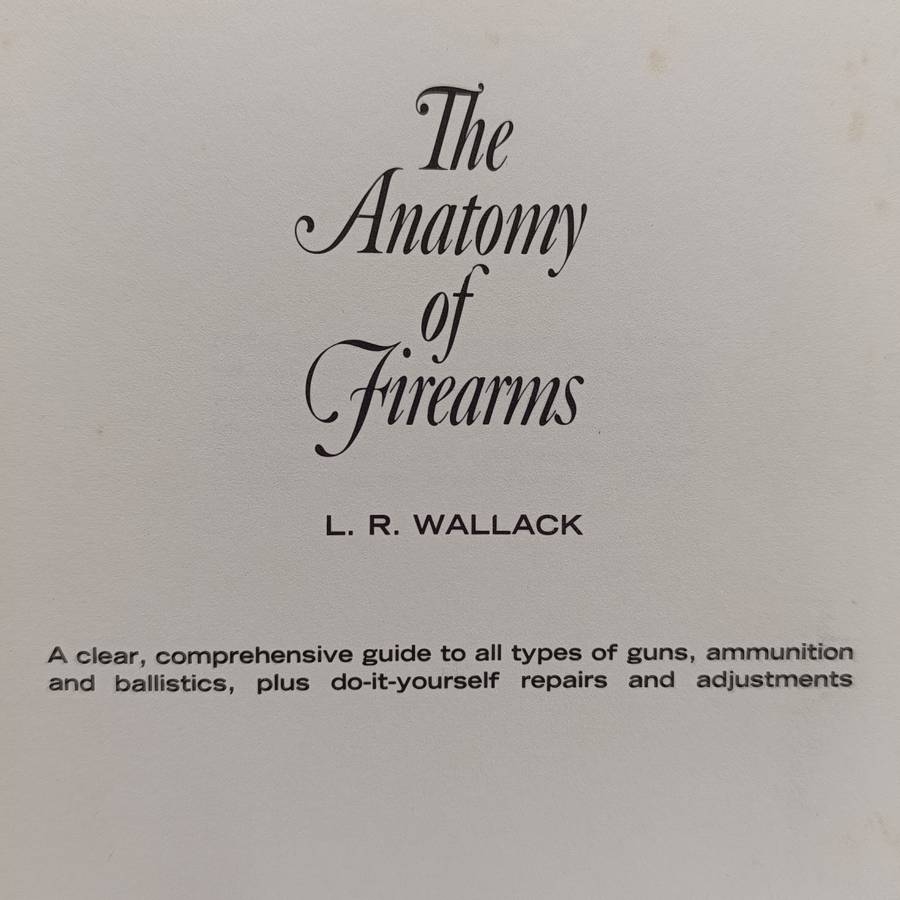 The
Anatomy
of
Firearms
L. R. WALLACK
A clear, comprehensive guide to all types of guns, ammunition
and ballistics, plus do-it-yourself repairs and adjustments